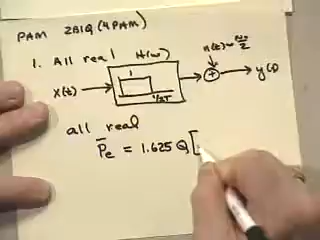 PAM 2B1Q (4PAM)
1. All real H(ω)
n(t) ~ N0/2
1
x(t) + y(t)
1/2T
all real
P̅e = 1.625 Q [